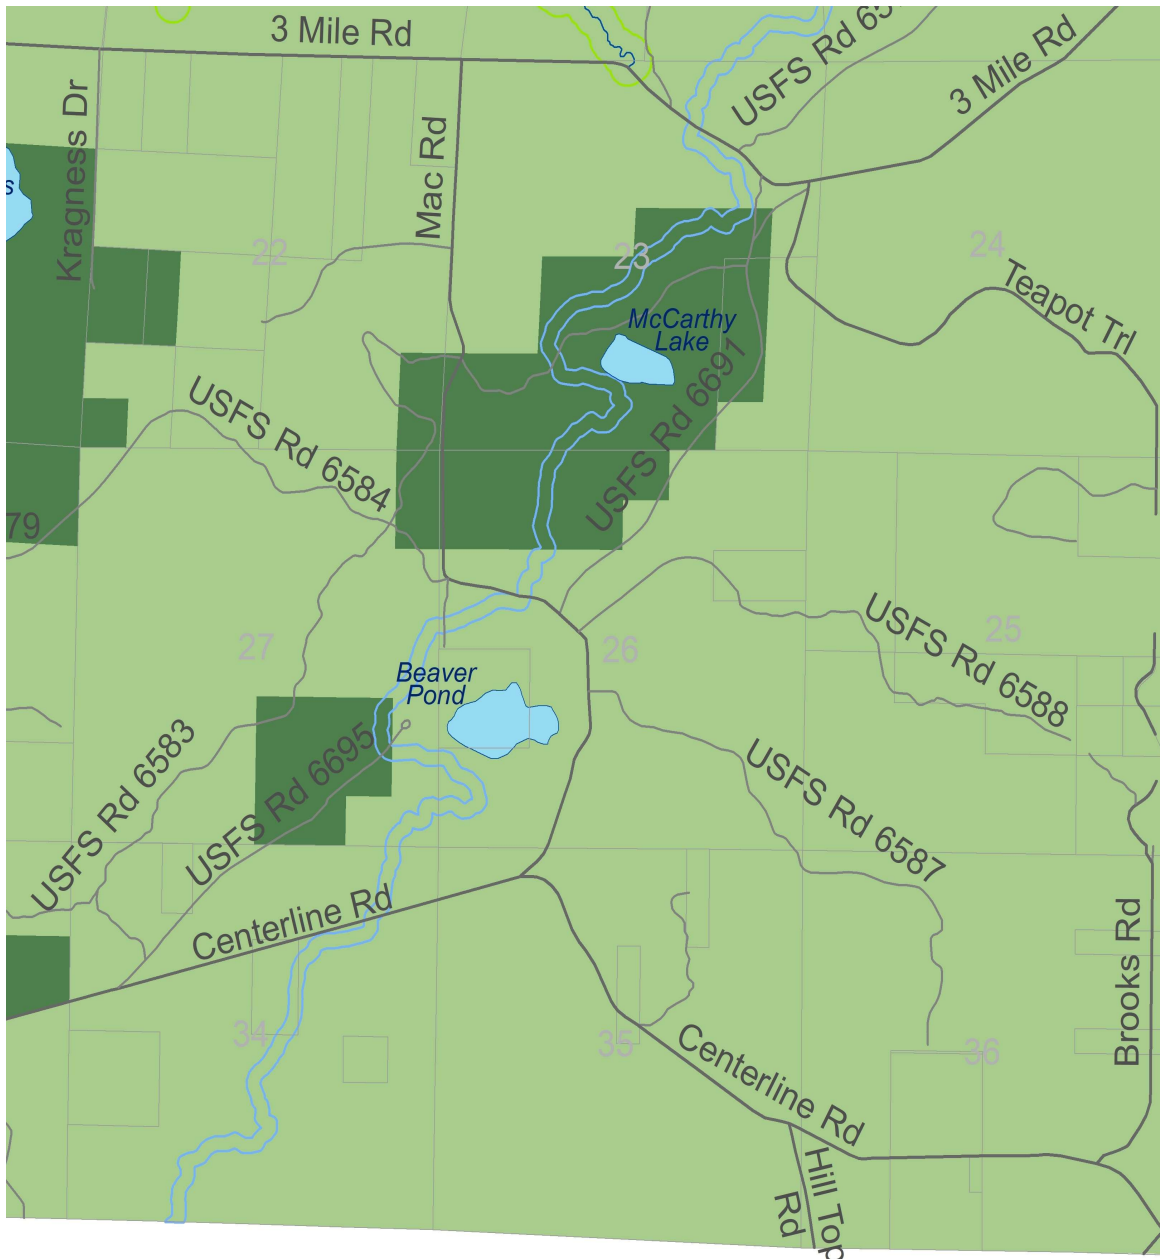 3 Mile Rd
USFS Rd 65
3 Mile Rd
Kragness Dr
Mac Rd
s
22
23
24
Teapot Trl
McCarthy
Lake
USFS Rd 6691
USFS Rd 6584
79
27
26
25
USFS Rd 6588
Beaver
Pond
USFS Rd 6583
USFS Rd 6695
USFS Rd 6587
Centerline Rd
Brooks Rd
34
35
36
Centerline Rd
Hill Top
Rd